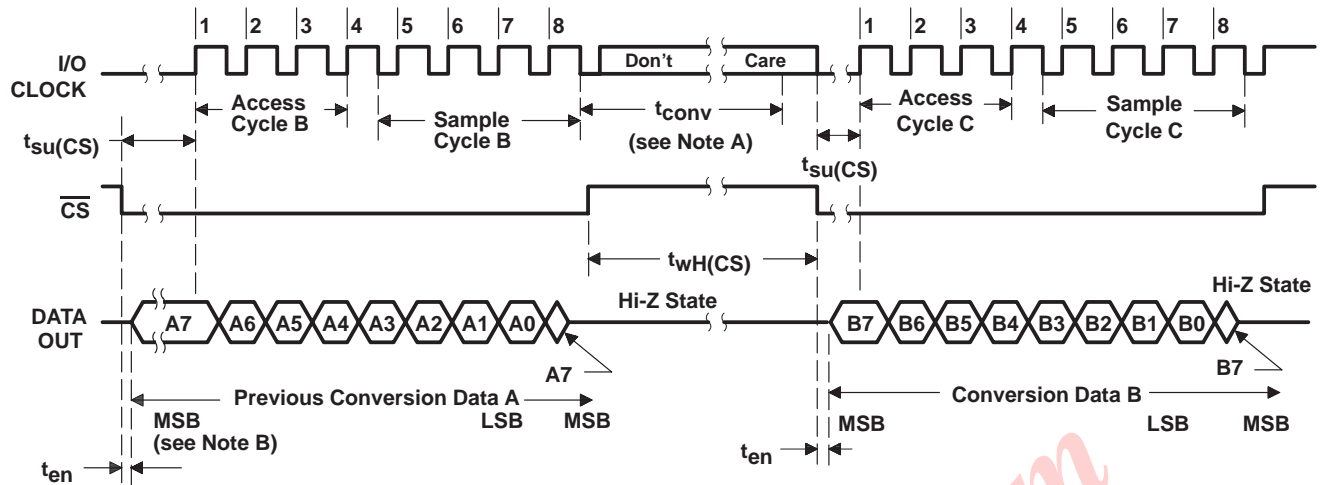 1 2 3 4 5 6 7 8 1 2 3 4 5 6 7 8
I/O
CLOCK
Don't Care
Access
Cycle B
Sample
Cycle B
tconv
(see Note A)
Access
Cycle C
Sample
Cycle C
tsu(CS)
tsu(CS)
CS
twH(CS)
Hi-Z State
Hi-Z State
DATA
OUT
A7 A6 A5 A4 A3 A2 A1 A0
B7 B6 B5 B4 B3 B2 B1 B0
A7
B7
Previous Conversion Data A
Conversion Data B
MSB
(see Note B)
LSB
MSB
MSB
LSB
MSB
ten
ten